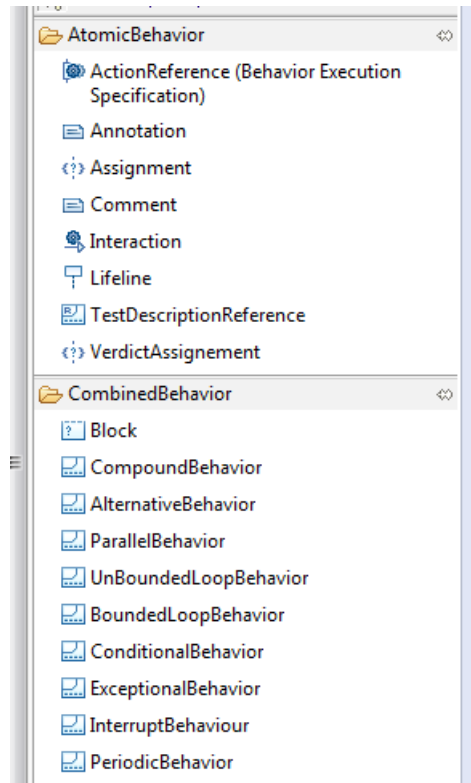 AtomicBehavior
ActionReference (Behavior Execution
Specification)
Annotation
Assignment
Comment
Interaction
Lifeline
TestDescriptionReference
VerdictAssignement
CombinedBehavior
Block
CompoundBehavior
AlternativeBehavior
ParallelBehavior
UnBoundedLoopBehavior
BoundedLoopBehavior
ConditionalBehavior
ExceptionalBehavior
InterruptBehaviour
PeriodicBehavior